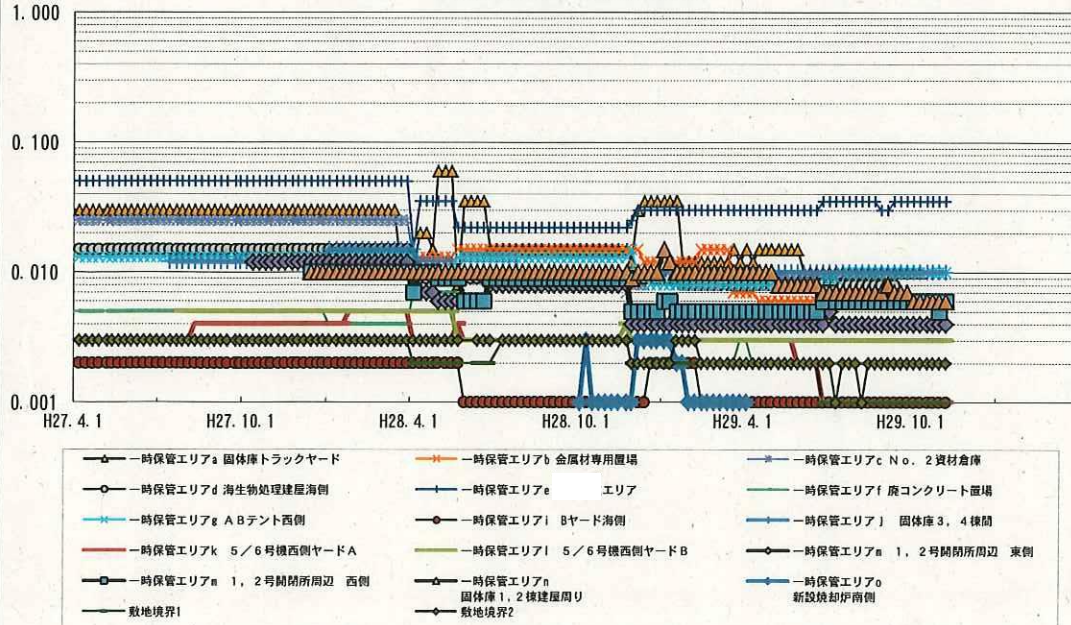 1.000
0.100
0.010
0.001
H27. 4. 1
H27. 10. 1
H28. 4. 1
H28. 10. 1
H29. 4. 1
H29. 10. 1
一時保管エリアa 固体庫トラックヤード
一時保管エリアb 金属材専用置場
一時保管エリアc No. 2資材倉庫
一時保管エリアd 海生物処理建屋海側
一時保管エリアe エリア
一時保管エリアf 廃コンクリート置場
一時保管エリアg ABテント西側
一時保管エリアi Bヤード海側
一時保管エリアj 固体庫3, 4棟間
一時保管エリアk 5/6号機西側ヤードA
一時保管エリアl 5/6号機西側ヤードB
一時保管エリアm 1, 2号開閉所周辺 東側
一時保管エリアm 1, 2号開閉所周辺 西側
一時保管エリアn
固体庫1, 2棟建屋周り
一時保管エリアo
新設焼却炉南側
敷地境界1
敷地境界2